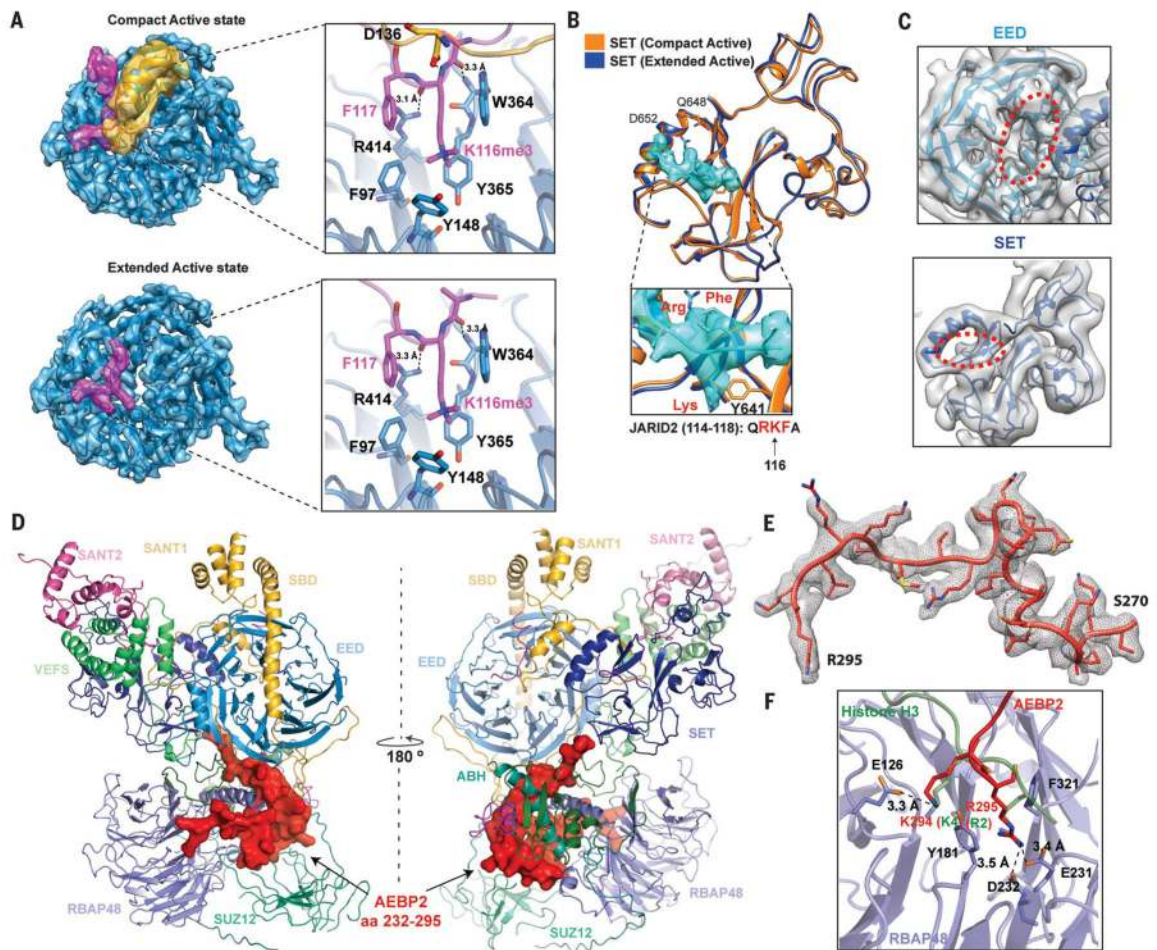 A
Compact Active state
D136
3.3 Å
W364
F117
3.1 Å
R414
K116me3
F97
Y365
Y148
Extended Active state
3.3 Å
F117
W364
3.3 Å
R414
K116me3
F97
Y365
Y148
B
SET (Compact Active)
SET (Extended Active)
Q648
D652
Arg
Phe
Lys
Y641
JARID2 (114-118): QRKFA
116
C
EED
SET
D
SANT2
SANT1
SBD
VEFS
EED
RBAP48
SUZ12
180 °
AEBP2
aa 232-295
SANT1
SANT2
SBD
EED
SET
ABH
RBAP48
SUZ12
E
S270
R295
F
AEBP2
Histone H3
E126
F321
3.3 Å
R295
K294 (K4)
(R2)
Y181
3.4 Å
3.5 Å
E231
D232
RBAP48